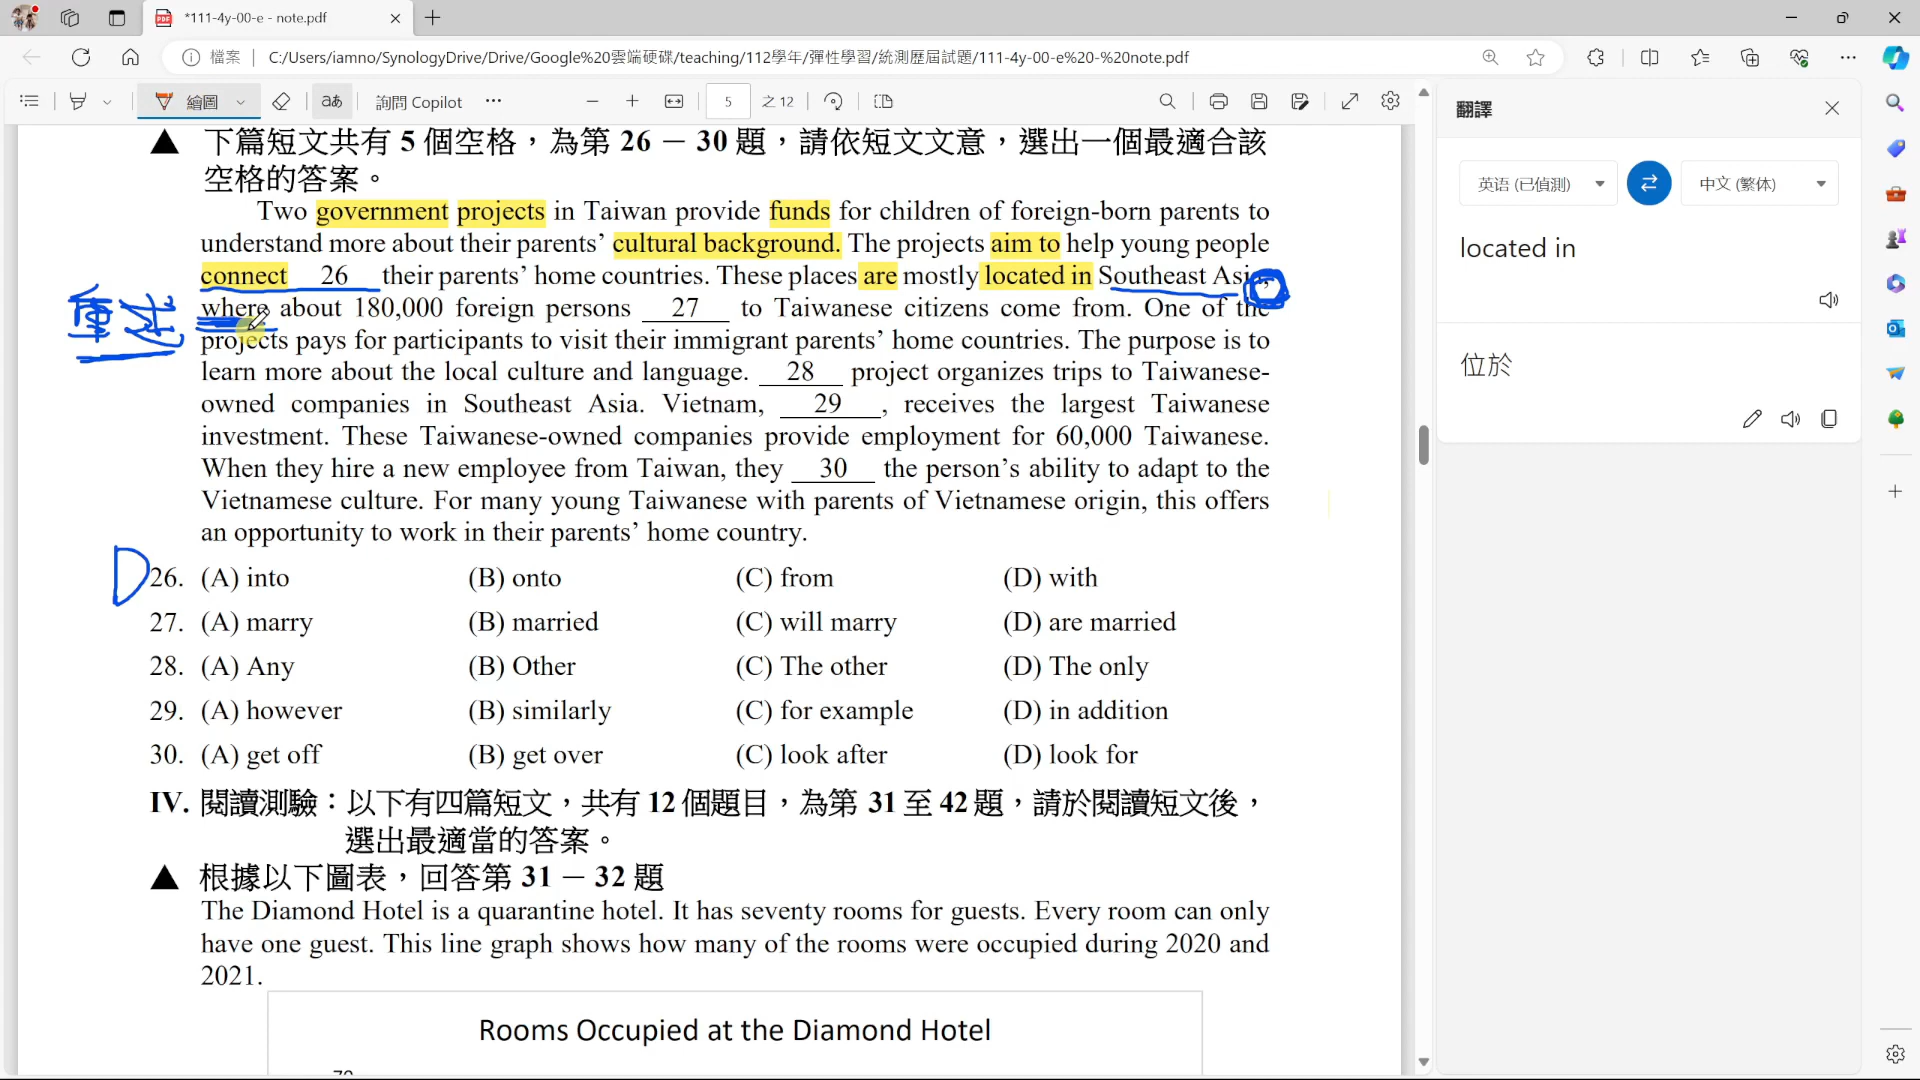 *111-4y-00-e - note.pdf
檔案 C:/Users/iamno/SynologyDrive/Drive/Google%20雲端硬碟/teaching/112學年/彈性學習/統測歷屆試題/111-4y-00-e%20-%20note.pdf
繪圖 あ 詢問 Copilot 5 之 12
▲ 下篇短文共有 5 個空格，為第 26 － 30 題，請依短文文意，選出一個最適合該
空格的答案。
Two government projects in Taiwan provide funds for children of foreign-born parents to
understand more about their parents’ cultural background. The projects aim to help young people
connect 26 their parents’ home countries. These places are mostly located in Southeast Asia,
重述
where about 180,000 foreign persons 27 to Taiwanese citizens come from. One of the
projects pays for participants to visit their immigrant parents’ home countries. The purpose is to
learn more about the local culture and language. 28 project organizes trips to Taiwanese-
owned companies in Southeast Asia. Vietnam, 29 , receives the largest Taiwanese
investment. These Taiwanese-owned companies provide employment for 60,000 Taiwanese.
When they hire a new employee from Taiwan, they 30 the person’s ability to adapt to the
Vietnamese culture. For many young Taiwanese with parents of Vietnamese origin, this offers
an opportunity to work in their parents’ home country.
D 26. (A) into (B) onto (C) from (D) with
27. (A) marry (B) married (C) will marry (D) are married
28. (A) Any (B) Other (C) The other (D) The only
29. (A) however (B) similarly (C) for example (D) in addition
30. (A) get off (B) get over (C) look after (D) look for
IV. 閱讀測驗：以下有四篇短文，共有 12 個題目，為第 31 至 42 題，請於閱讀短文後，
選出最適當的答案。
▲ 根據以下圖表，回答第 31 － 32 題
The Diamond Hotel is a quarantine hotel. It has seventy rooms for guests. Every room can only
have one guest. This line graph shows how many of the rooms were occupied during 2020 and
2021.
Rooms Occupied at the Diamond Hotel
70
翻譯
英语 (已偵測) 中文 (繁体)
located in
位於